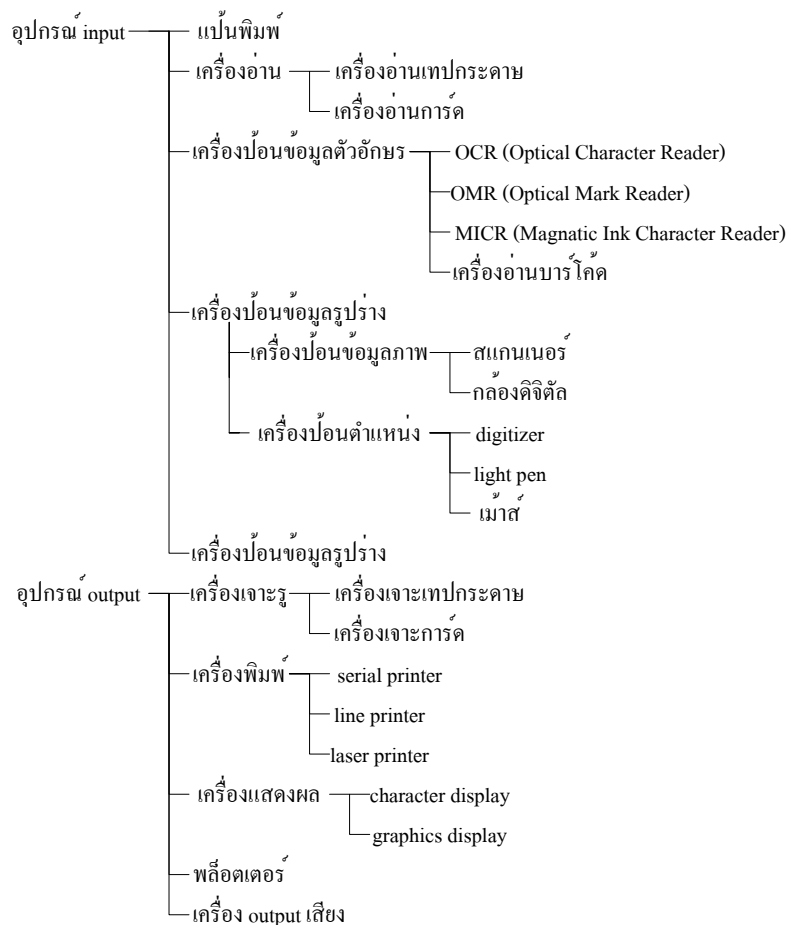 อุปกรณ์ input แป้นพิมพ์
เครื่องอ่าน เครื่องอ่านเทปกระดาษ
เครื่องอ่านการ์ด
เครื่องป้อนข้อมูลตัวอักษร OCR (Optical Character Reader)
OMR (Optical Mark Reader)
MICR (Magnatic Ink Character Reader)
เครื่องอ่านบาร์โค้ด
เครื่องป้อนข้อมูลรูปร่าง
เครื่องป้อนข้อมูลภาพ สแกนเนอร์
กล้องดิจิตัล
เครื่องป้อนตำแหน่ง digitizer
light pen
เม้าส์
เครื่องป้อนข้อมูลรูปร่าง
อุปกรณ์ output เครื่องเจาะรู เครื่องเจาะเทปกระดาษ
เครื่องเจาะการ์ด
เครื่องพิมพ์ serial printer
line printer
laser printer
เครื่องแสดงผล character display
graphics display
พล็อตเตอร์
เครื่อง output เสียง